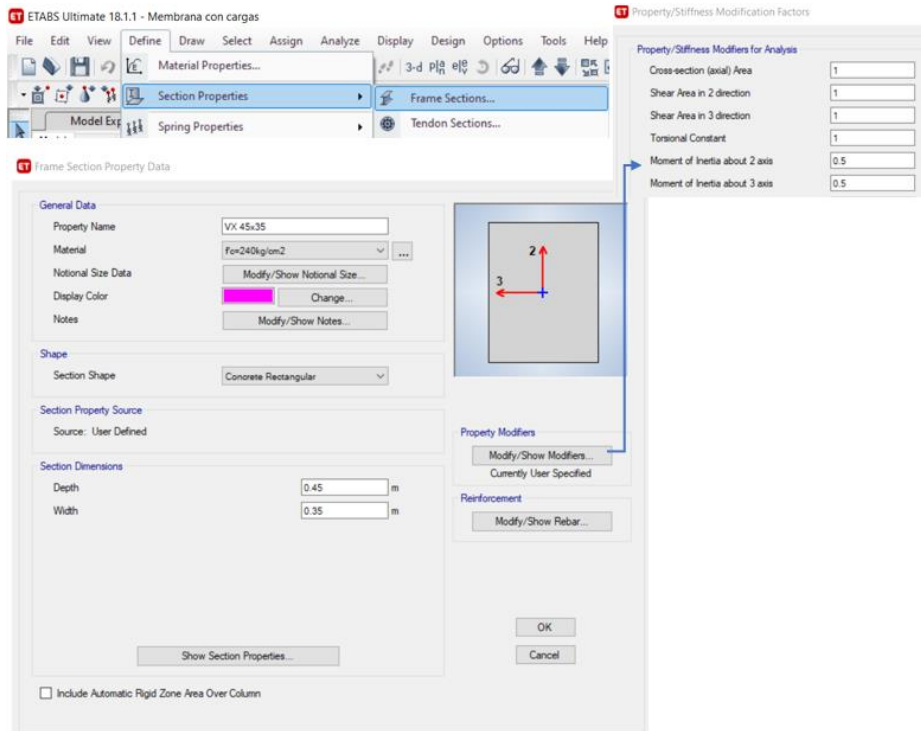 ETABS Ultimate 18.1.1 - Membrana con cargas
File Edit View Define Draw Select Assign Analyze Display Design Options Tools Help
Material Properties...
3-d
Section Properties
Frame Sections...
Model Exp
Spring Properties
Tendon Sections...
Property/Stiffness Modification Factors
Property/Stiffness Modifiers for Analysis
Cross-section (axial) Area 1
Shear Area in 2 direction 1
Shear Area in 3 direction 1
Torsional Constant 1
Moment of Inertia about 2 axis 0.5
Moment of Inertia about 3 axis 0.5
Frame Section Property Data
General Data
Property Name VX 45x35
Material f'c=240kg/cm2 ...
Notional Size Data Modify/Show Notional Size...
Display Color Change...
Notes Modify/Show Notes...
2
3
Shape
Section Shape Concrete Rectangular
Section Property Source
Source: User Defined
Property Modifiers
Modify/Show Modifiers...
Currently User Specified
Section Dimensions
Depth 0.45 m
Width 0.35 m
Reinforcement
Modify/Show Rebar...
OK
Cancel
Show Section Properties...
Include Automatic Rigid Zone Area Over Column